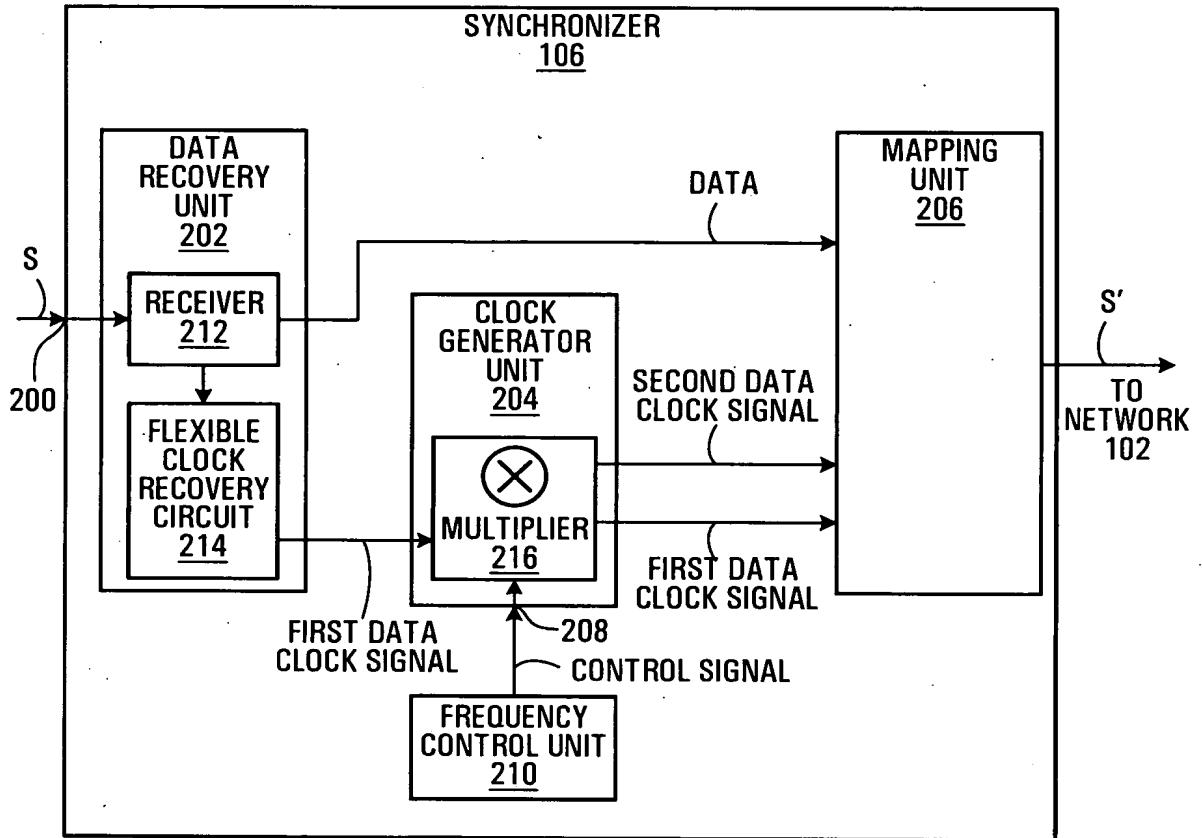 SYNCHRONIZER
106
DATA
RECOVERY
UNIT
202
S
200
RECEIVER
212
FLEXIBLE
CLOCK
RECOVERY
CIRCUIT
214
FIRST DATA
CLOCK SIGNAL
DATA
CLOCK
GENERATOR
UNIT
204
MULTIPLIER
216
208
CONTROL SIGNAL
FREQUENCY
CONTROL UNIT
210
SECOND DATA
CLOCK SIGNAL
FIRST DATA
CLOCK SIGNAL
MAPPING
UNIT
206
S'
TO
NETWORK
102